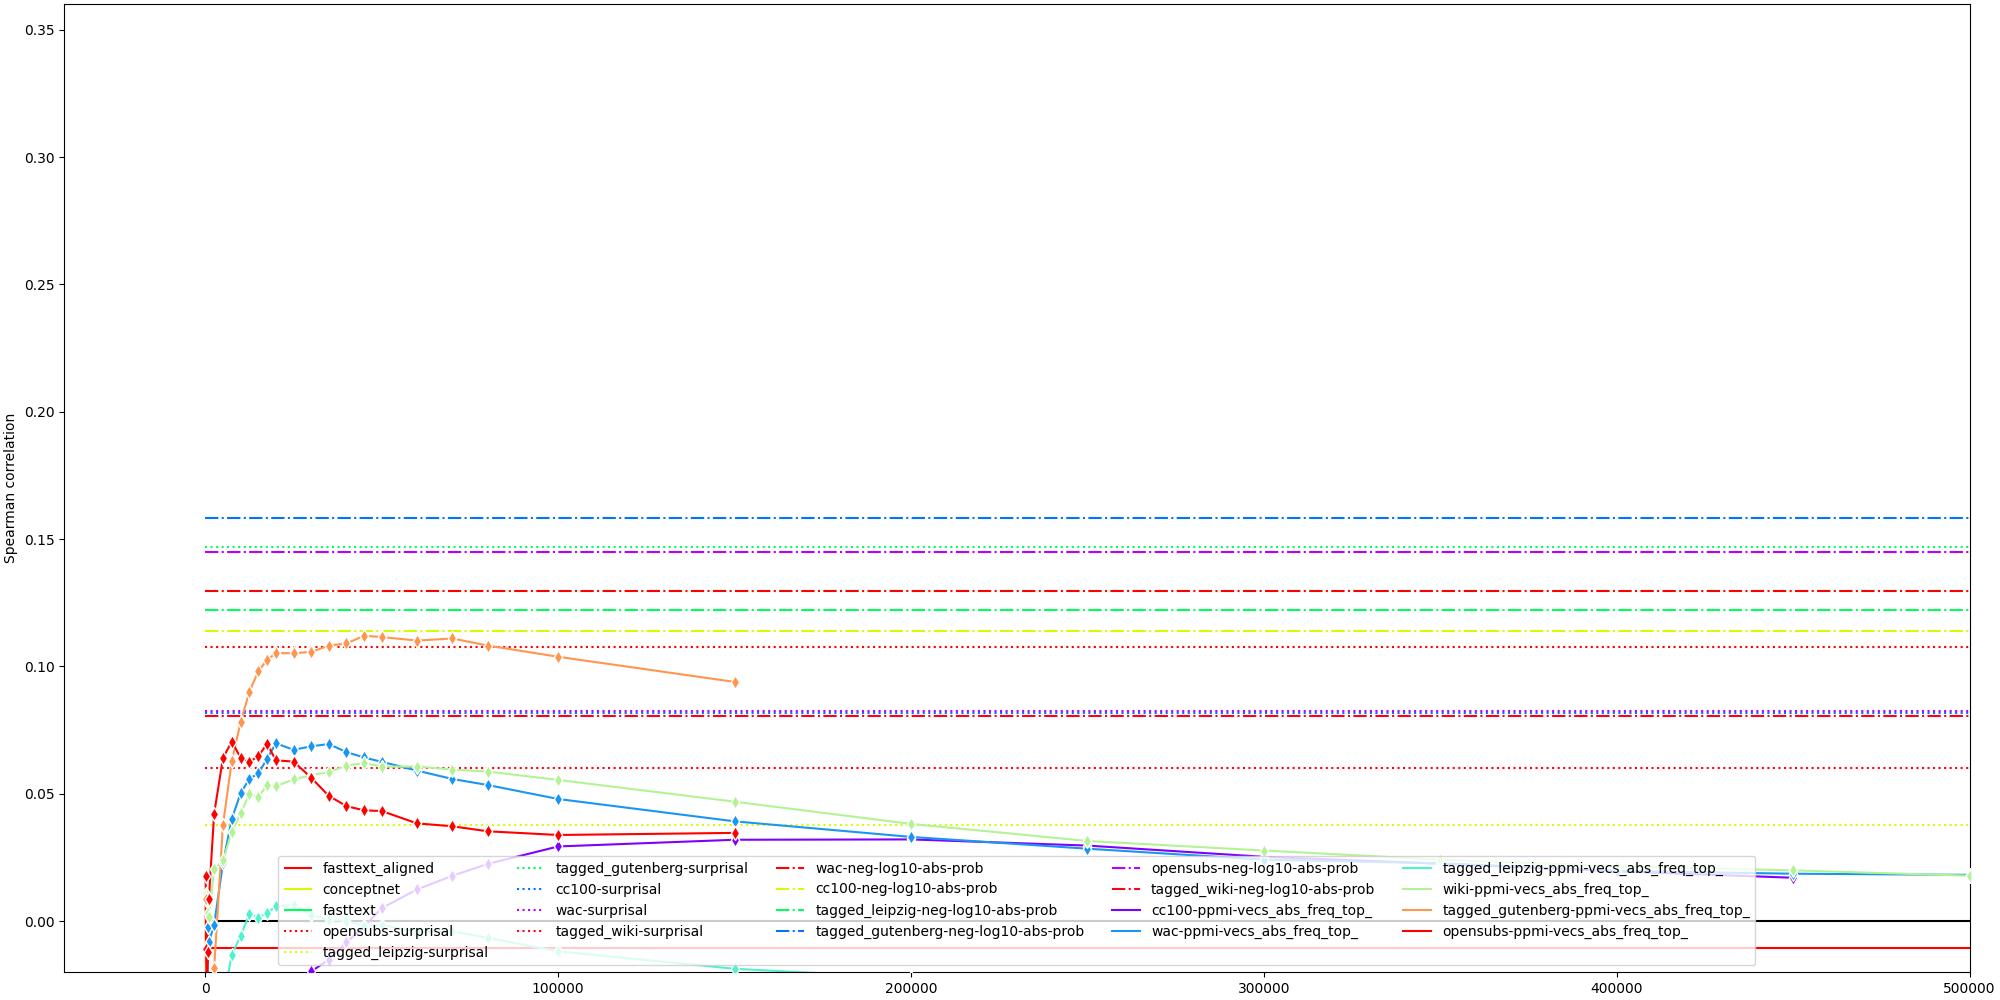 0.35
0.30
0.25
0.20
0.15
0.10
0.05
0.00
Spearman correlation
fasttext_aligned
conceptnet
fasttext
opensubs-surprisal
tagged_leipzig-surprisal
tagged_gutenberg-surprisal
cc100-surprisal
wac-surprisal
tagged_wiki-surprisal
wac-neg-log10-abs-prob
cc100-neg-log10-abs-prob
tagged_leipzig-neg-log10-abs-prob
tagged_gutenberg-neg-log10-abs-prob
opensubs-neg-log10-abs-prob
tagged_wiki-neg-log10-abs-prob
cc100-ppmi-vecs_abs_freq_top_
wac-ppmi-vecs_abs_freq_top_
tagged_leipzig-ppmi-vecs_abs_freq_top_
wiki-ppmi-vecs_abs_freq_top_
tagged_gutenberg-ppmi-vecs_abs_freq_top_
opensubs-ppmi-vecs_abs_freq_top_
0 100000 200000 300000 400000 500000